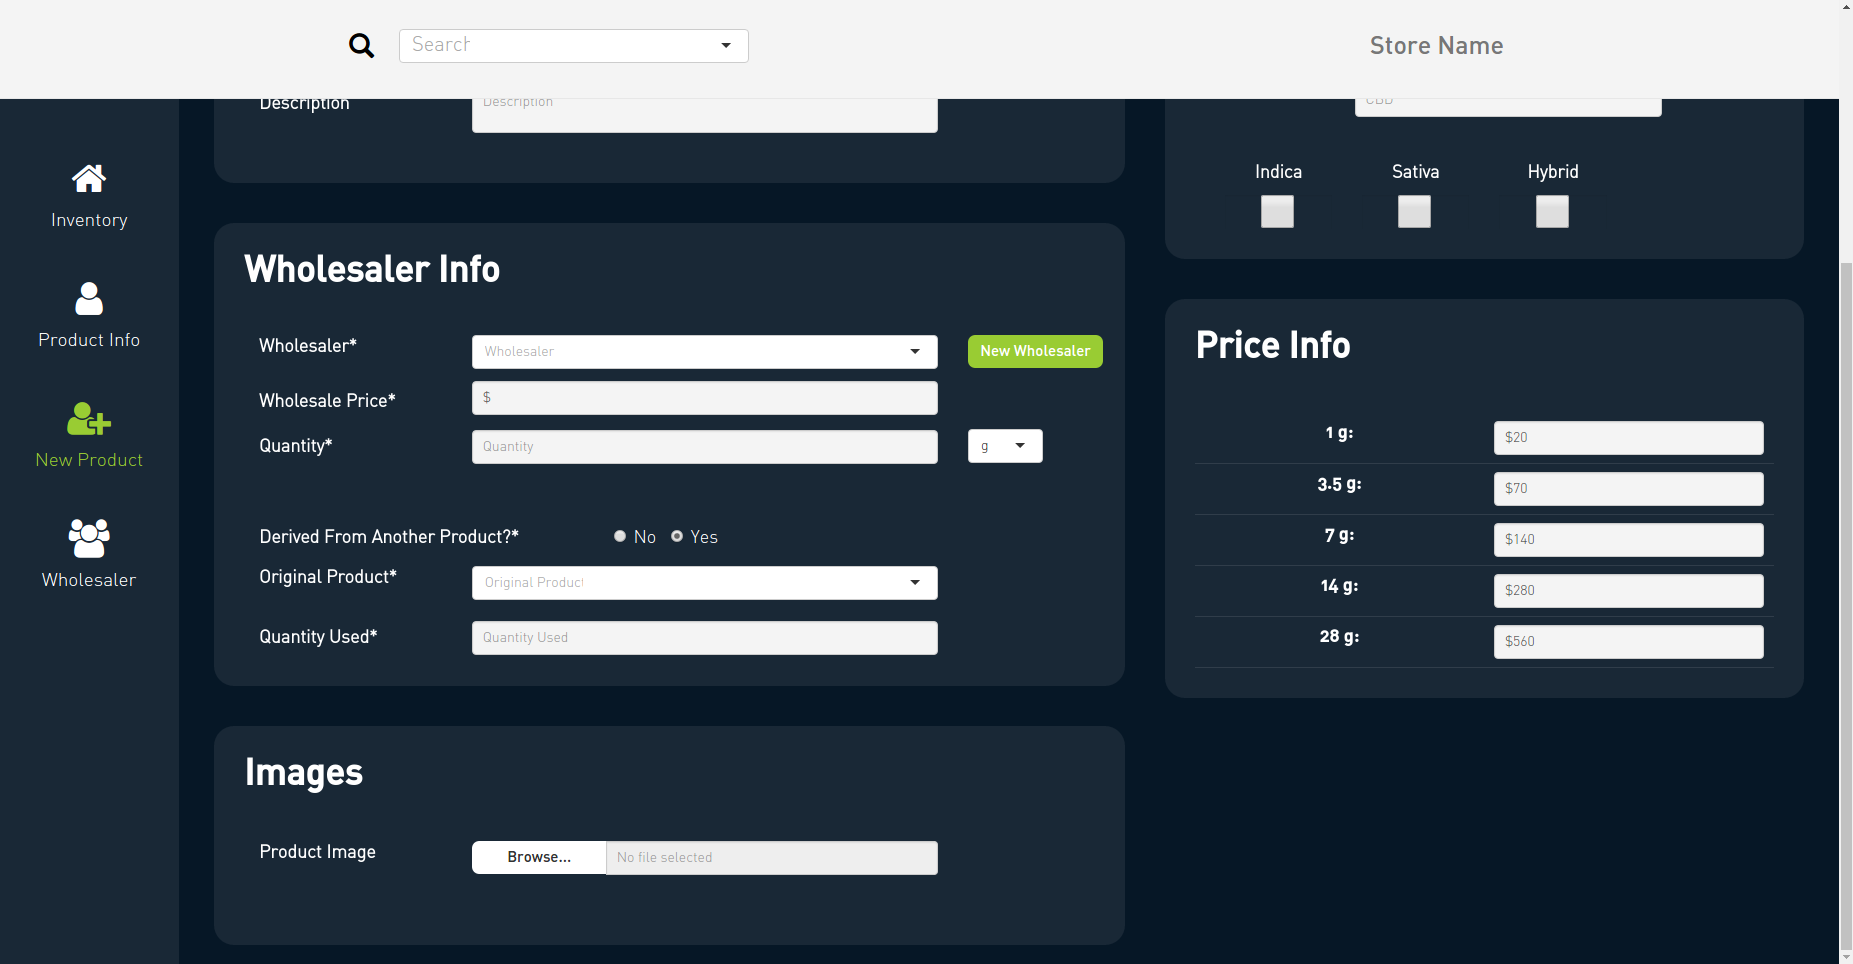 Search
Store Name
Description
Description
CBD
Indica
Sativa
Hybrid
Inventory
Product Info
New Product
Wholesaler
Wholesaler Info
Wholesaler*
Wholesaler
New Wholesaler
Wholesale Price*
$
Quantity*
Quantity
g
Derived From Another Product?*
No
Yes
Original Product*
Original Product
Quantity Used*
Quantity Used
Price Info
1 g:
$20
3.5 g:
$70
7 g:
$140
14 g:
$280
28 g:
$560
Images
Product Image
Browse...
No file selected